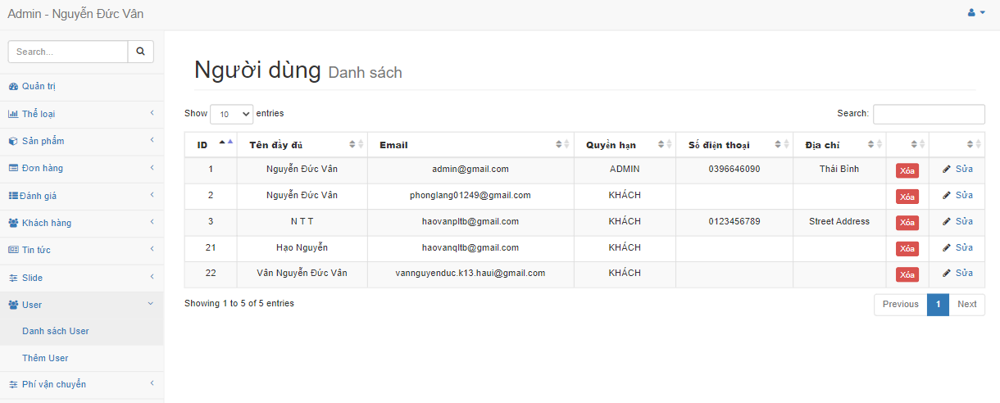 Admin - Nguyễn Đức Vân
Search...
Quản trị
Thể loại
Sản phẩm
Đơn hàng
Đánh giá
Khách hàng
Tin tức
Slide
User
Danh sách User
Thêm User
Phí vận chuyển
Người dùng Danh sách
Show 10 entries Search:
ID Tên đầy đủ Email Quyền hạn Số điện thoại Địa chỉ
1 Nguyễn Đức Vân admin@gmail.com ADMIN 0396646090 Thái Bình Xóa Sửa
2 Nguyễn Đức Vân phonglang01249@gmail.com KHÁCH Xóa Sửa
3 N T T haovanpltb@gmail.com KHÁCH 0123456789 Street Address Xóa Sửa
21 Hạo Nguyễn haovanqltb@gmail.com KHÁCH Xóa Sửa
22 Vân Nguyễn Đức Vân vannguyenduc.k13.haui@gmail.com KHÁCH Xóa Sửa
Showing 1 to 5 of 5 entries Previous 1 Next